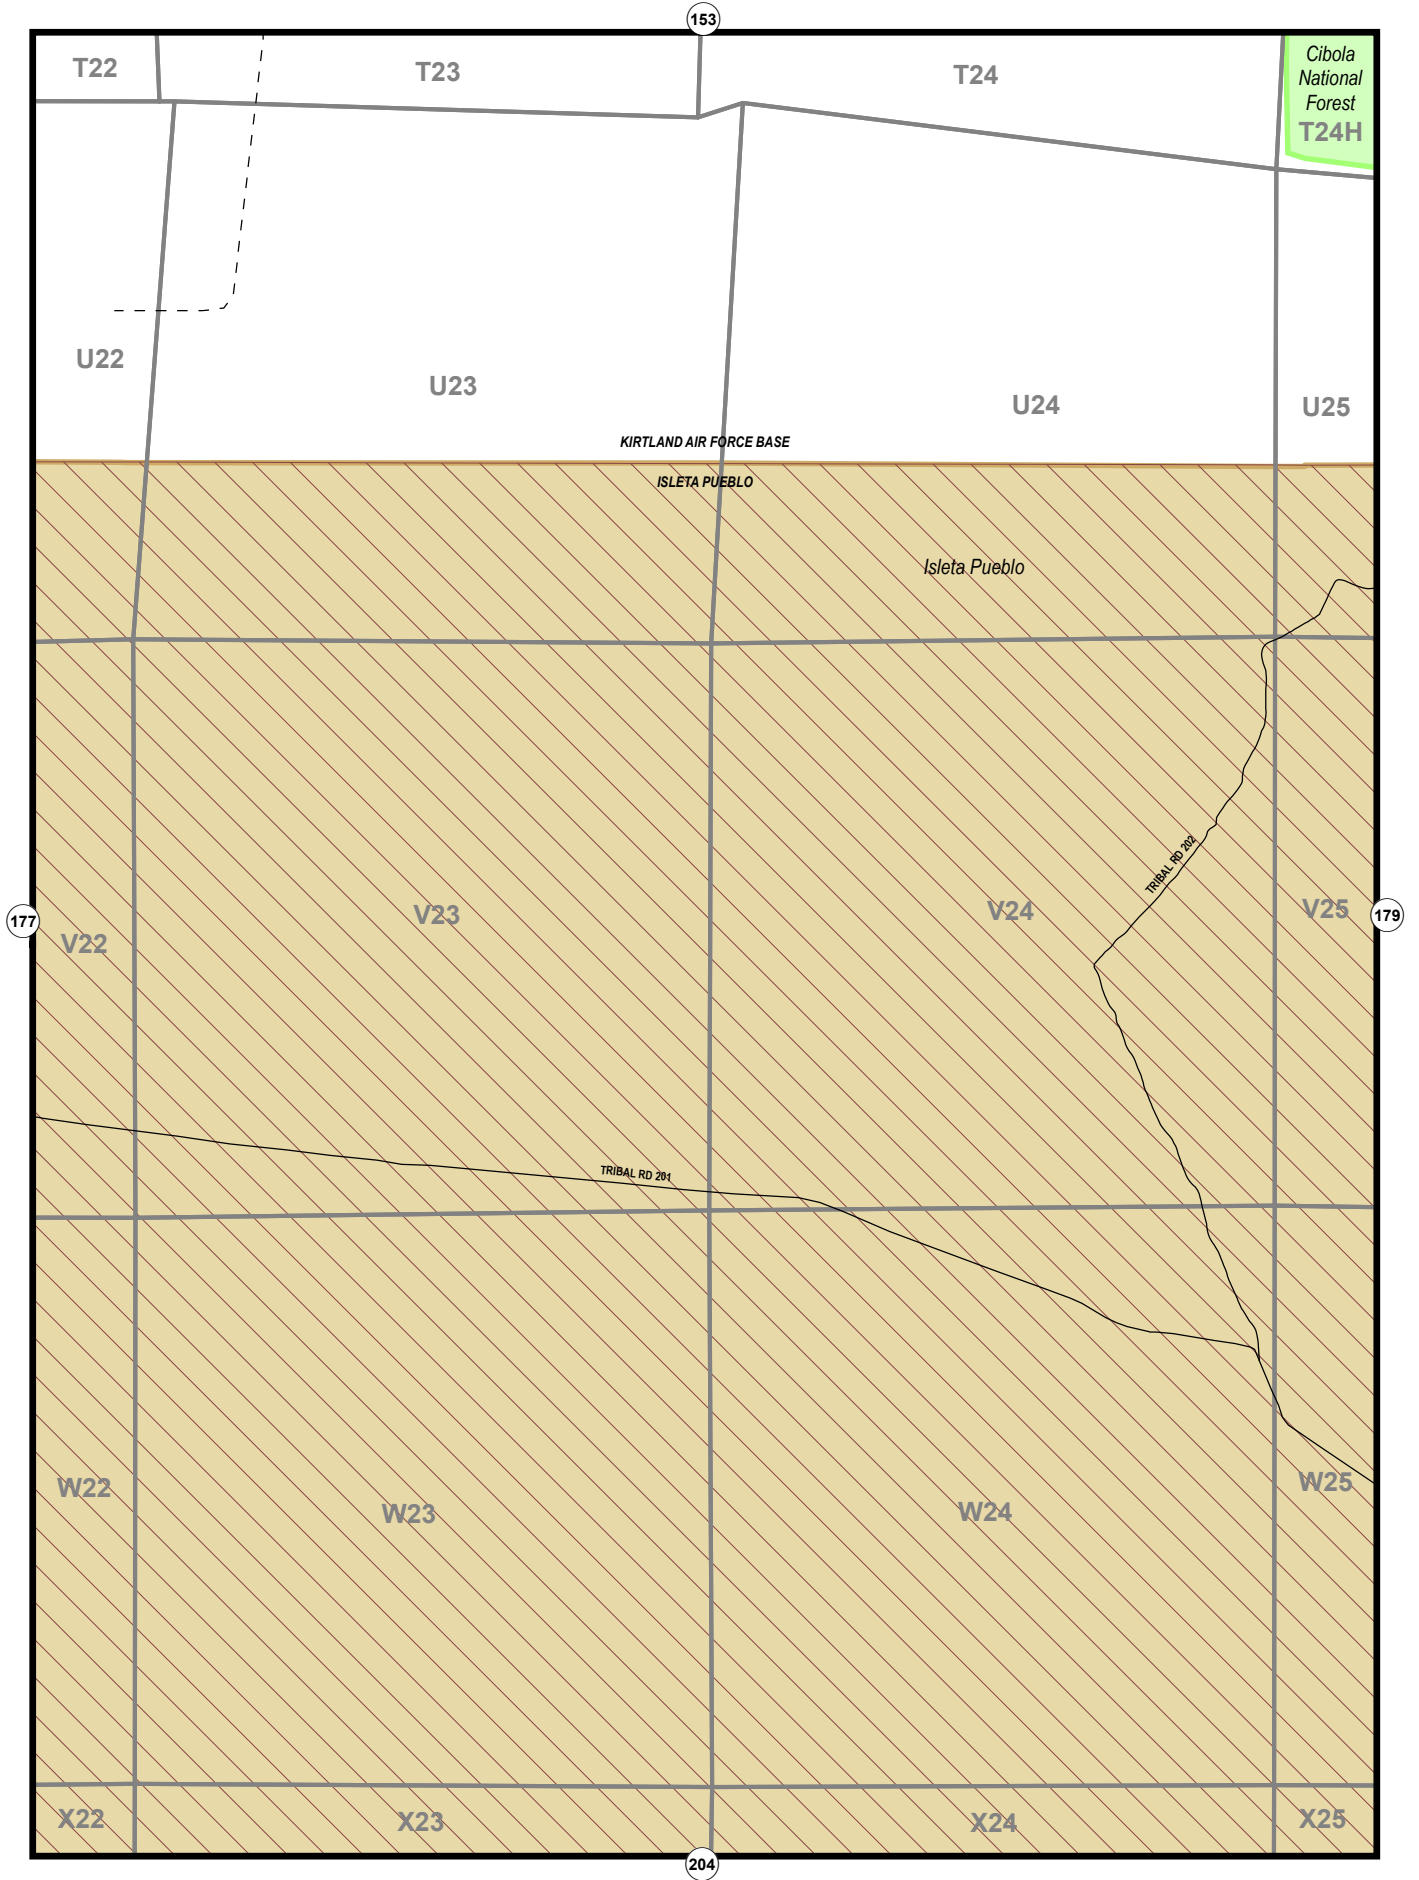 153
T22
T23
T24
Cibola
National
Forest
T24H
U22
U23
U24
U25
KIRTLAND AIR FORCE BASE
ISLETA PUEBLO
Isleta Pueblo
TRIBAL RD 202
177
V22
V23
V24
V25
179
TRIBAL RD 201
W22
W23
W24
W25
X22
X23
X24
X25
204